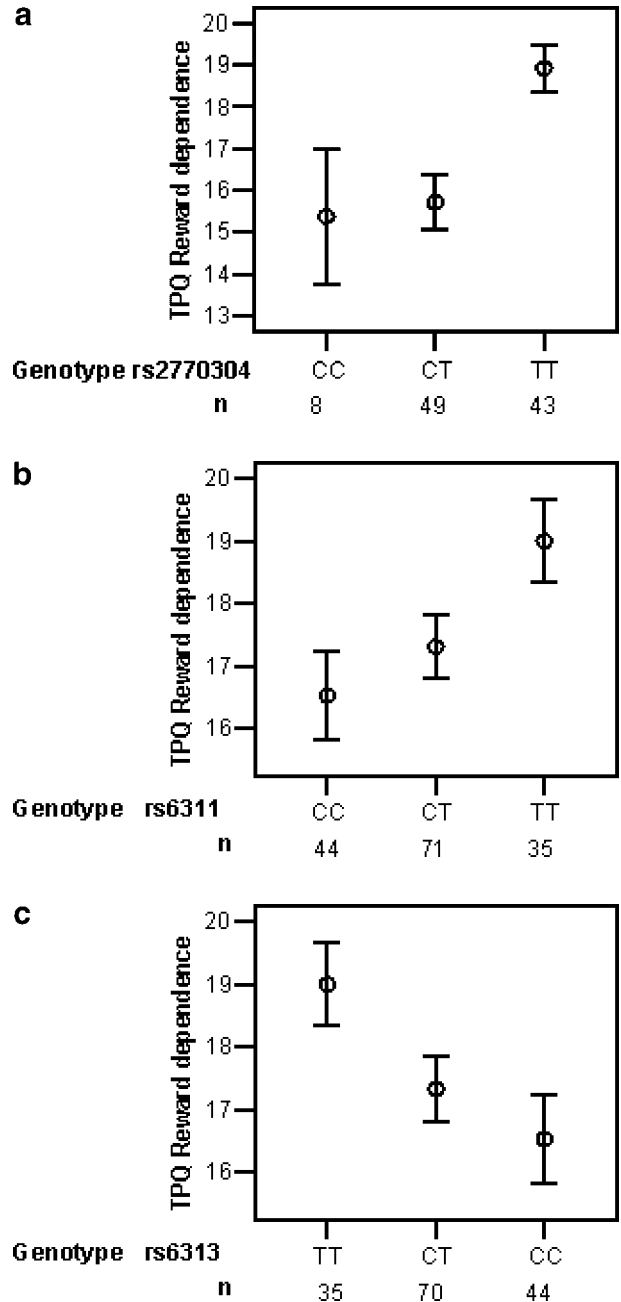 a
TPQ Reward dependence
20
19
18
17
16
15
14
13
Genotype rs2770304 CC CT TT
n 8 49 43
b
TPQ Reward dependence
20
19
18
17
16
Genotype rs6311 CC CT TT
n 44 71 35
c
TPQ Reward dependence
20
19
18
17
16
Genotype rs6313 TT CT CC
n 35 70 44